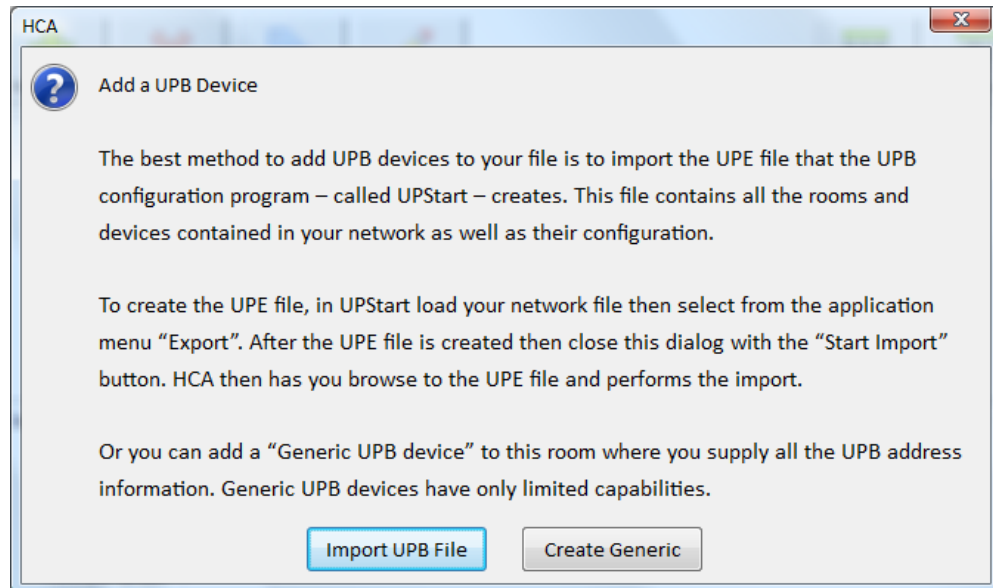 HCA
Add a UPB Device
The best method to add UPB devices to your file is to import the UPE file that the UPB
configuration program – called UPStart – creates. This file contains all the rooms and
devices contained in your network as well as their configuration.
To create the UPE file, in UPStart load your network file then select from the application
menu “Export”. After the UPE file is created then close this dialog with the “Start Import”
button. HCA then has you browse to the UPE file and performs the import.
Or you can add a “Generic UPB device” to this room where you supply all the UPB address
information. Generic UPB devices have only limited capabilities.
Import UPB File
Create Generic